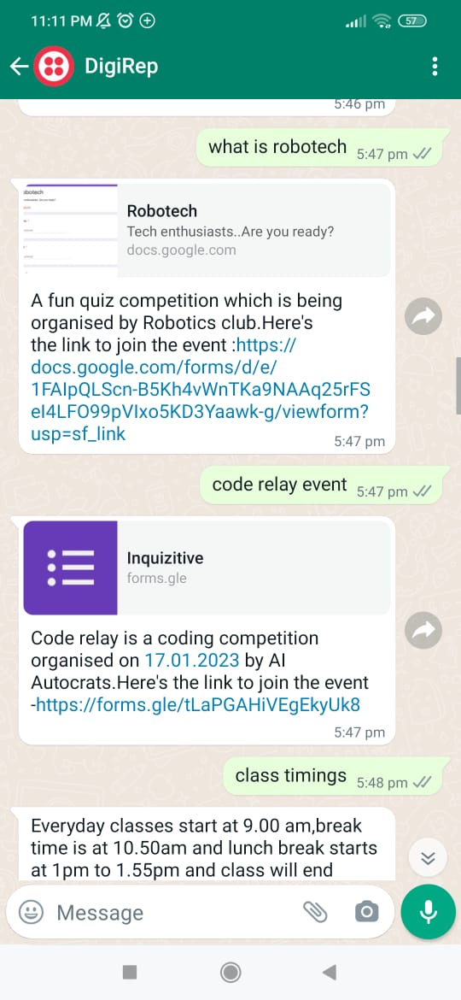 11:11 PM
57
DigiRep
5:46 pm
what is robotech
5:47 pm
Robotech
Tech enthusiasts..Are you ready?
docs.google.com
A fun quiz competition which is being
organised by Robotics club.Here's
the link to join the event :https://
docs.google.com/forms/d/e/
1FAIpQLScn-B5Kh4vWnTKa9NAAq25rFS
eI4LFO99pVIxo5KD3Yaawk-g/viewform?
usp=sf_link
5:47 pm
code relay event
5:47 pm
Inquizitive
forms.gle
Code relay is a coding competition
organised on 17.01.2023 by AI
Autocrats.Here's the link to join the event
-https://forms.gle/tLaPGAHiVEgEkyUk8
5:47 pm
class timings
5:48 pm
Everyday classes start at 9.00 am,break
time is at 10.50am and lunch break starts
at 1pm to 1.55pm and class will end
Message